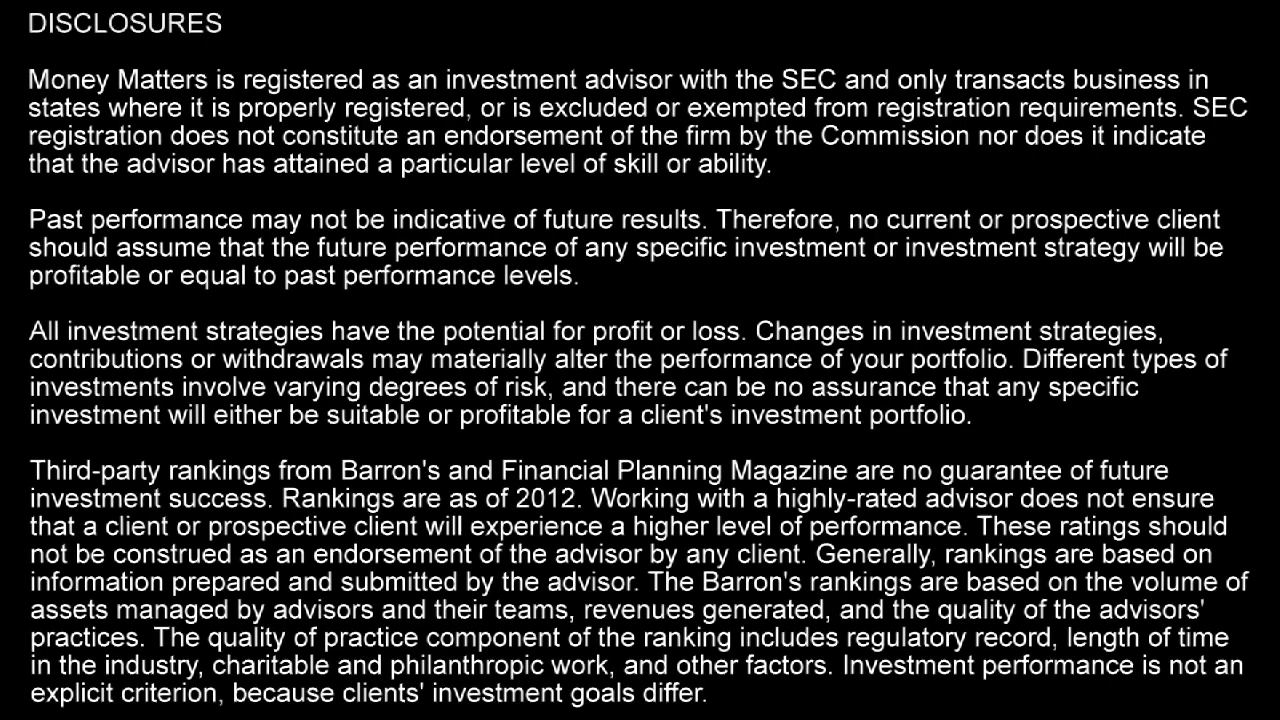 DISCLOSURES
Money Matters is registered as an investment advisor with the SEC and only transacts business in
states where it is properly registered, or is excluded or exempted from registration requirements. SEC
registration does not constitute an endorsement of the firm by the Commission nor does it indicate
that the advisor has attained a particular level of skill or ability.
Past performance may not be indicative of future results. Therefore, no current or prospective client
should assume that the future performance of any specific investment or investment strategy will be
profitable or equal to past performance levels.
All investment strategies have the potential for profit or loss. Changes in investment strategies,
contributions or withdrawals may materially alter the performance of your portfolio. Different types of
investments involve varying degrees of risk, and there can be no assurance that any specific
investment will either be suitable or profitable for a client's investment portfolio.
Third-party rankings from Barron's and Financial Planning Magazine are no guarantee of future
investment success. Rankings are as of 2012. Working with a highly-rated advisor does not ensure
that a client or prospective client will experience a higher level of performance. These ratings should
not be construed as an endorsement of the advisor by any client. Generally, rankings are based on
information prepared and submitted by the advisor. The Barron's rankings are based on the volume of
assets managed by advisors and their teams, revenues generated, and the quality of the advisors'
practices. The quality of practice component of the ranking includes regulatory record, length of time
in the industry, charitable and philanthropic work, and other factors. Investment performance is not an
explicit criterion, because clients' investment goals differ.